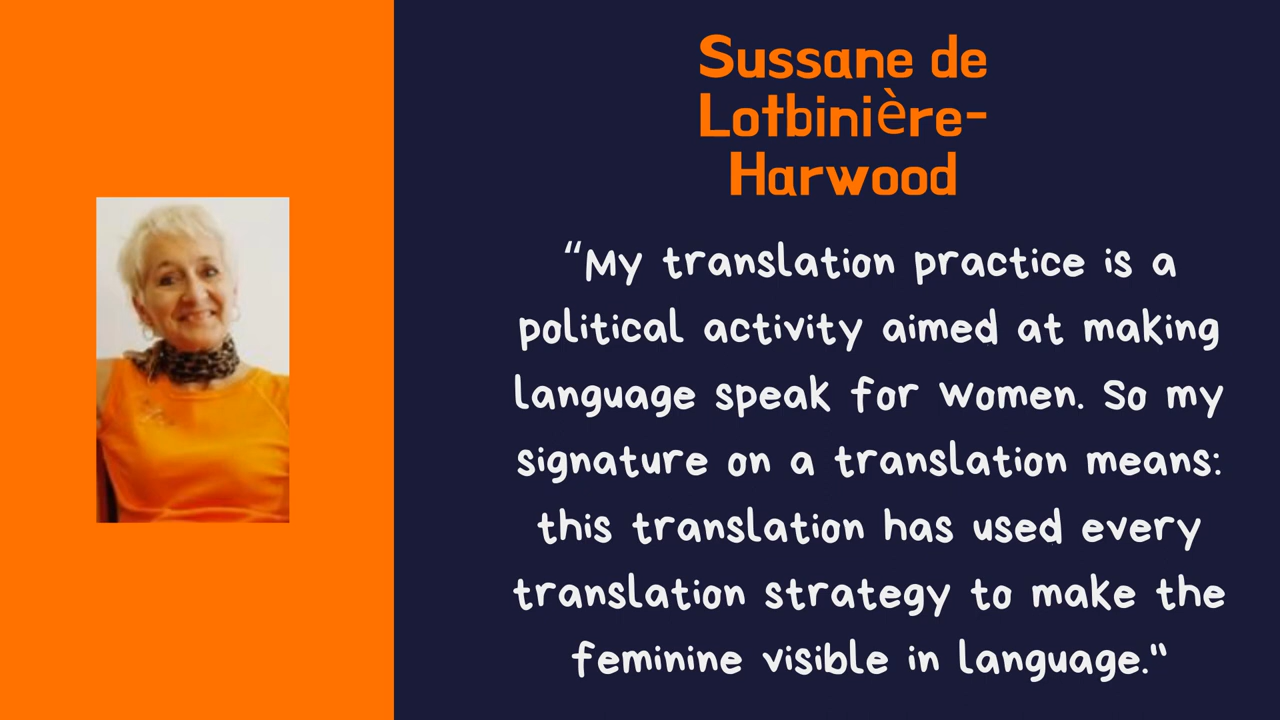 Sussane de
Lotbinière-
Harwood
“My translation practice is a
political activity aimed at making
language speak for women. So my
signature on a translation means:
this translation has used every
translation strategy to make the
feminine visible in language."